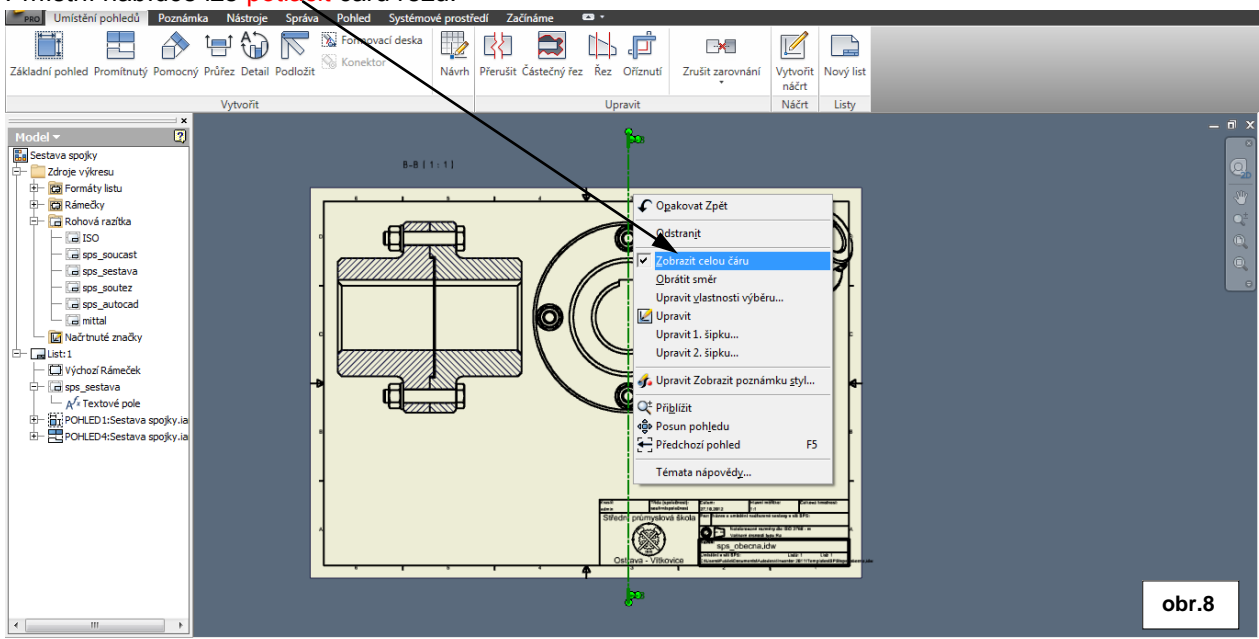 potlačit
PRO Umístění pohledů Poznámka Nástroje Správa Pohled Systémové prostředí Začínáme
Základní pohled Promítnutý Pomocný Průřez Detail Podložit
Konektor
Návrh Přerušit Částečný řez Řez Oříznutí Zrušit zarovnání Vytvořit náčrt Nový list
Vytvořit Upravit Náčrt Listy
Model
Sestava spojky
Zdroje výkresu
Formáty listu
Rámečky
Rohová razítka
ISO
sps_soucast
sps_sestava
sps_soutez
sps_autocad
mittal
Načrtnuté značky
List:1
Výchozí Rámeček
sps_sestava
Textové pole
POHLED1:Sestava spojky.ia
POHLED4:Sestava spojky.ia
B-B ( 1 : 1 )
Opakovat Zpět
Odstranit
Zobrazit celou čáru
Obrátit směr
Upravit vlastnosti výběru...
Upravit
Upravit 1. šipku...
Upravit 2. šipku...
Upravit Zobrazit poznámku styl...
Přiblížit
Posun pohledu
Předchozí pohled F5
Témata nápovědy...
Střední průmyslová škola
Ostrava - Vítkovice
sps_obecna.idw
obr.8